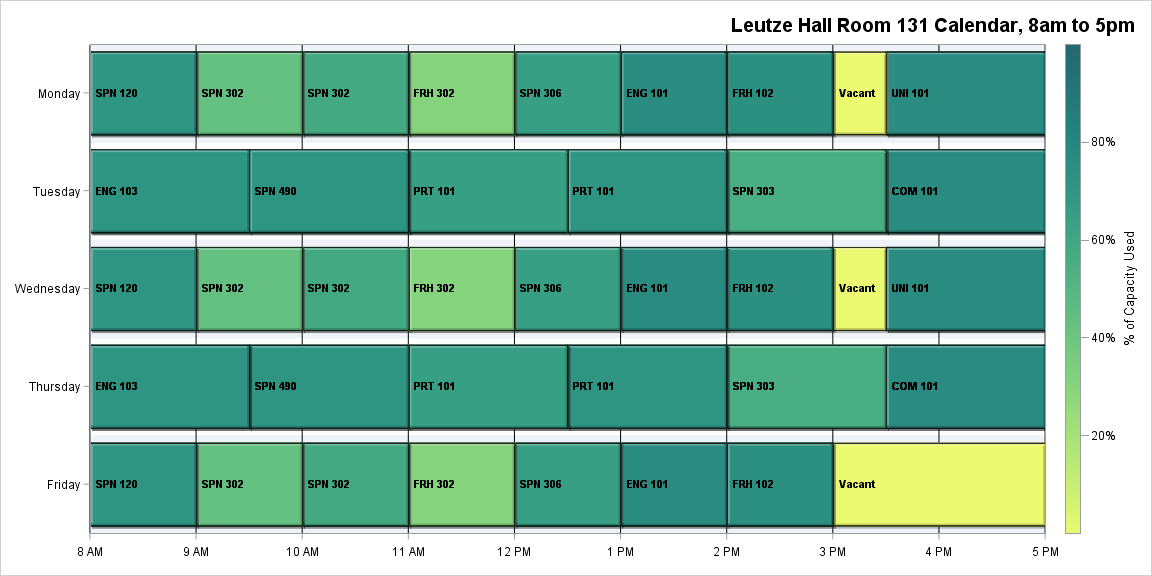 Leutze Hall Room 131 Calendar, 8am to 5pm
Monday
SPN 120
SPN 302
SPN 302
FRH 302
SPN 306
ENG 101
FRH 102
Vacant
UNI 101
Tuesday
ENG 103
SPN 490
PRT 101
PRT 101
SPN 303
COM 101
Wednesday
SPN 120
SPN 302
SPN 302
FRH 302
SPN 306
ENG 101
FRH 102
Vacant
UNI 101
Thursday
ENG 103
SPN 490
PRT 101
PRT 101
SPN 303
COM 101
Friday
SPN 120
SPN 302
SPN 302
FRH 302
SPN 306
ENG 101
FRH 102
Vacant
8 AM
9 AM
10 AM
11 AM
12 PM
1 PM
2 PM
3 PM
4 PM
5 PM
80%
60%
40%
20%
% of Capacity Used